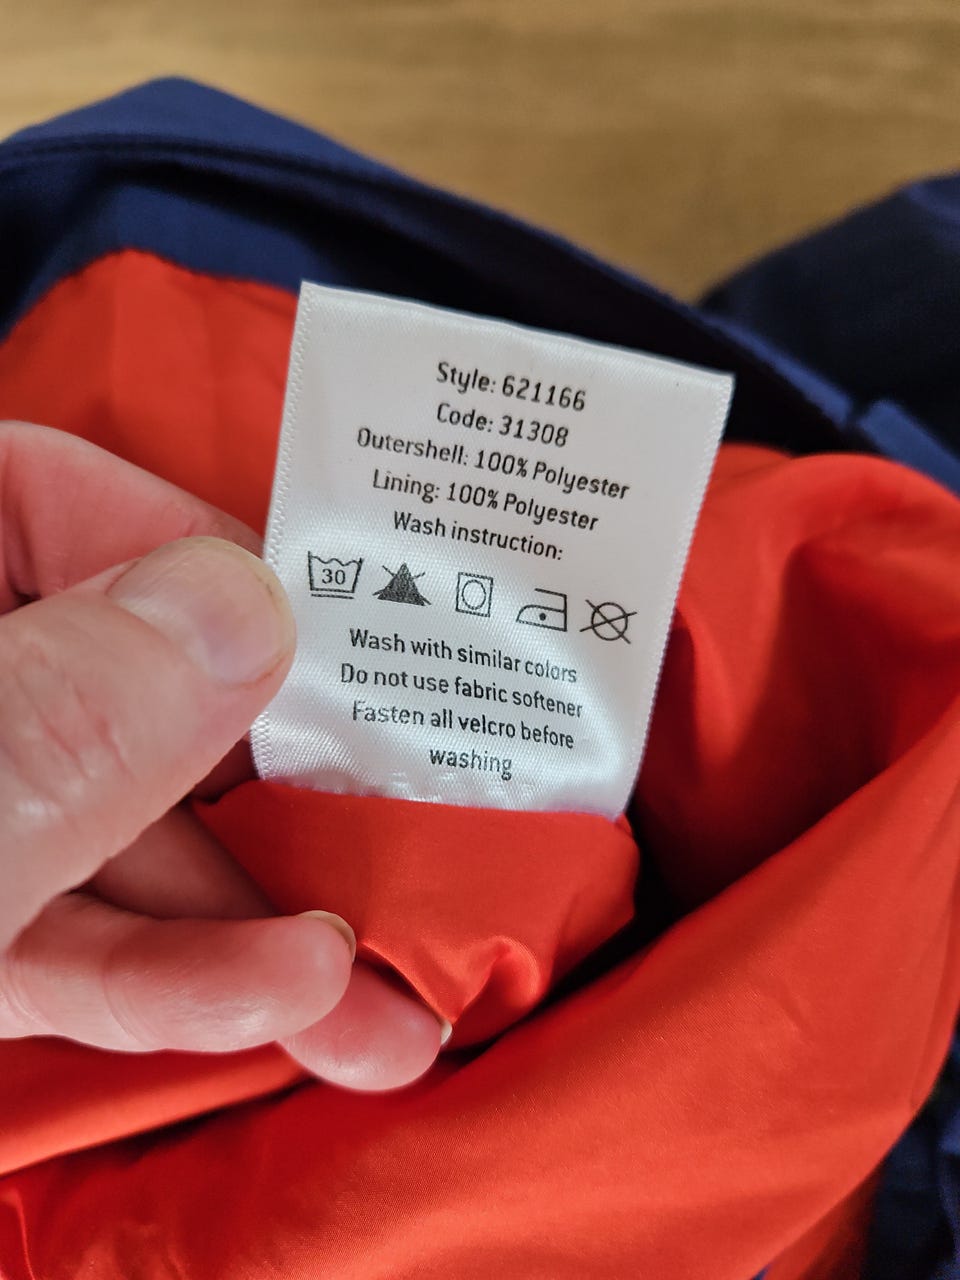 Style: 621166
Code: 31308
Outershell: 100% Polyester
Lining: 100% Polyester
Wash instruction:
30
Wash with similar colors
Do not use fabric softener
Fasten all velcro before
washing